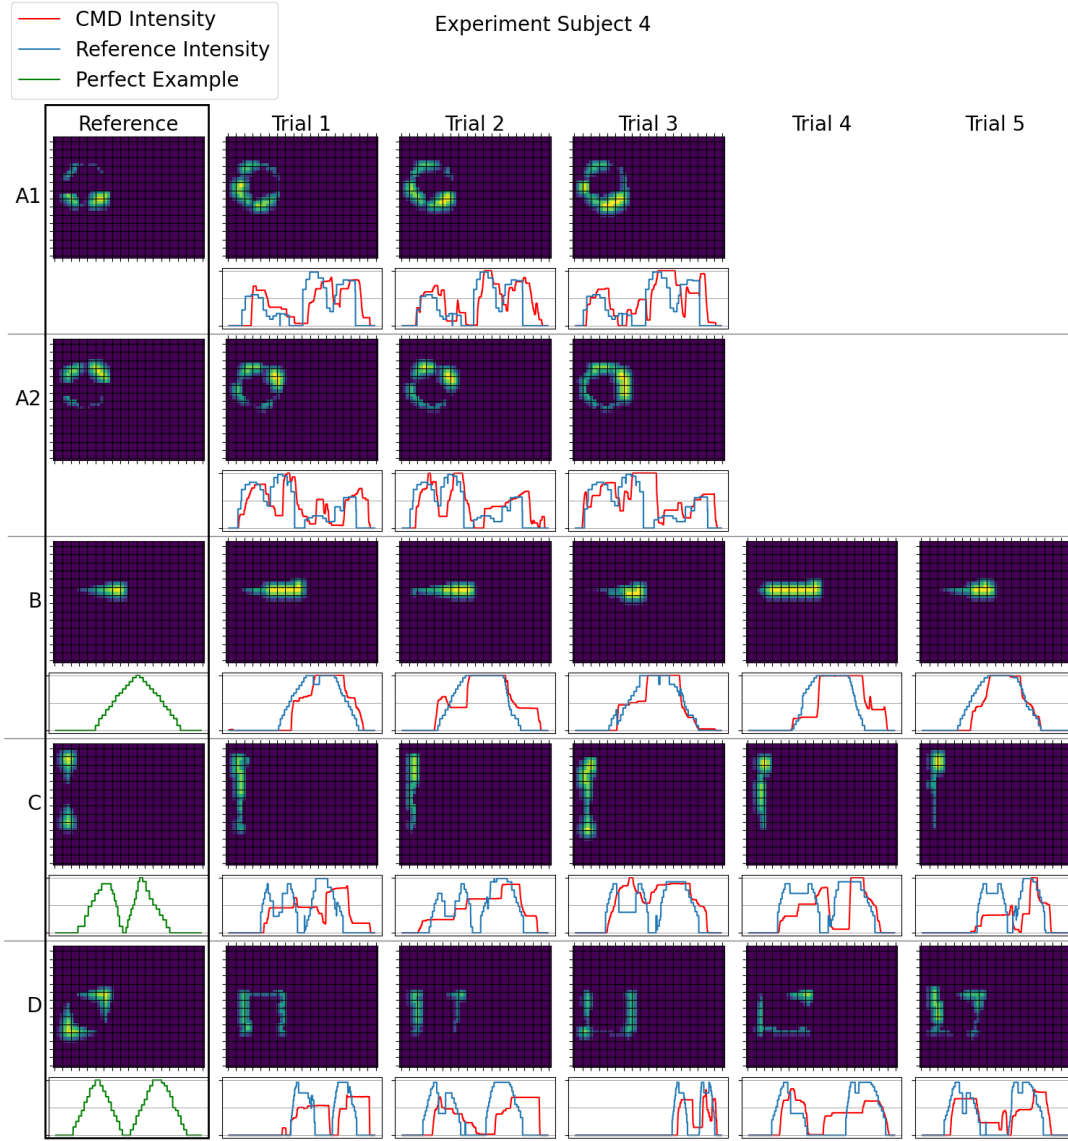 CMD Intensity
Reference Intensity
Perfect Example
Experiment Subject 4
Reference Trial 1 Trial 2 Trial 3 Trial 4 Trial 5
A1
A2
B
C
D